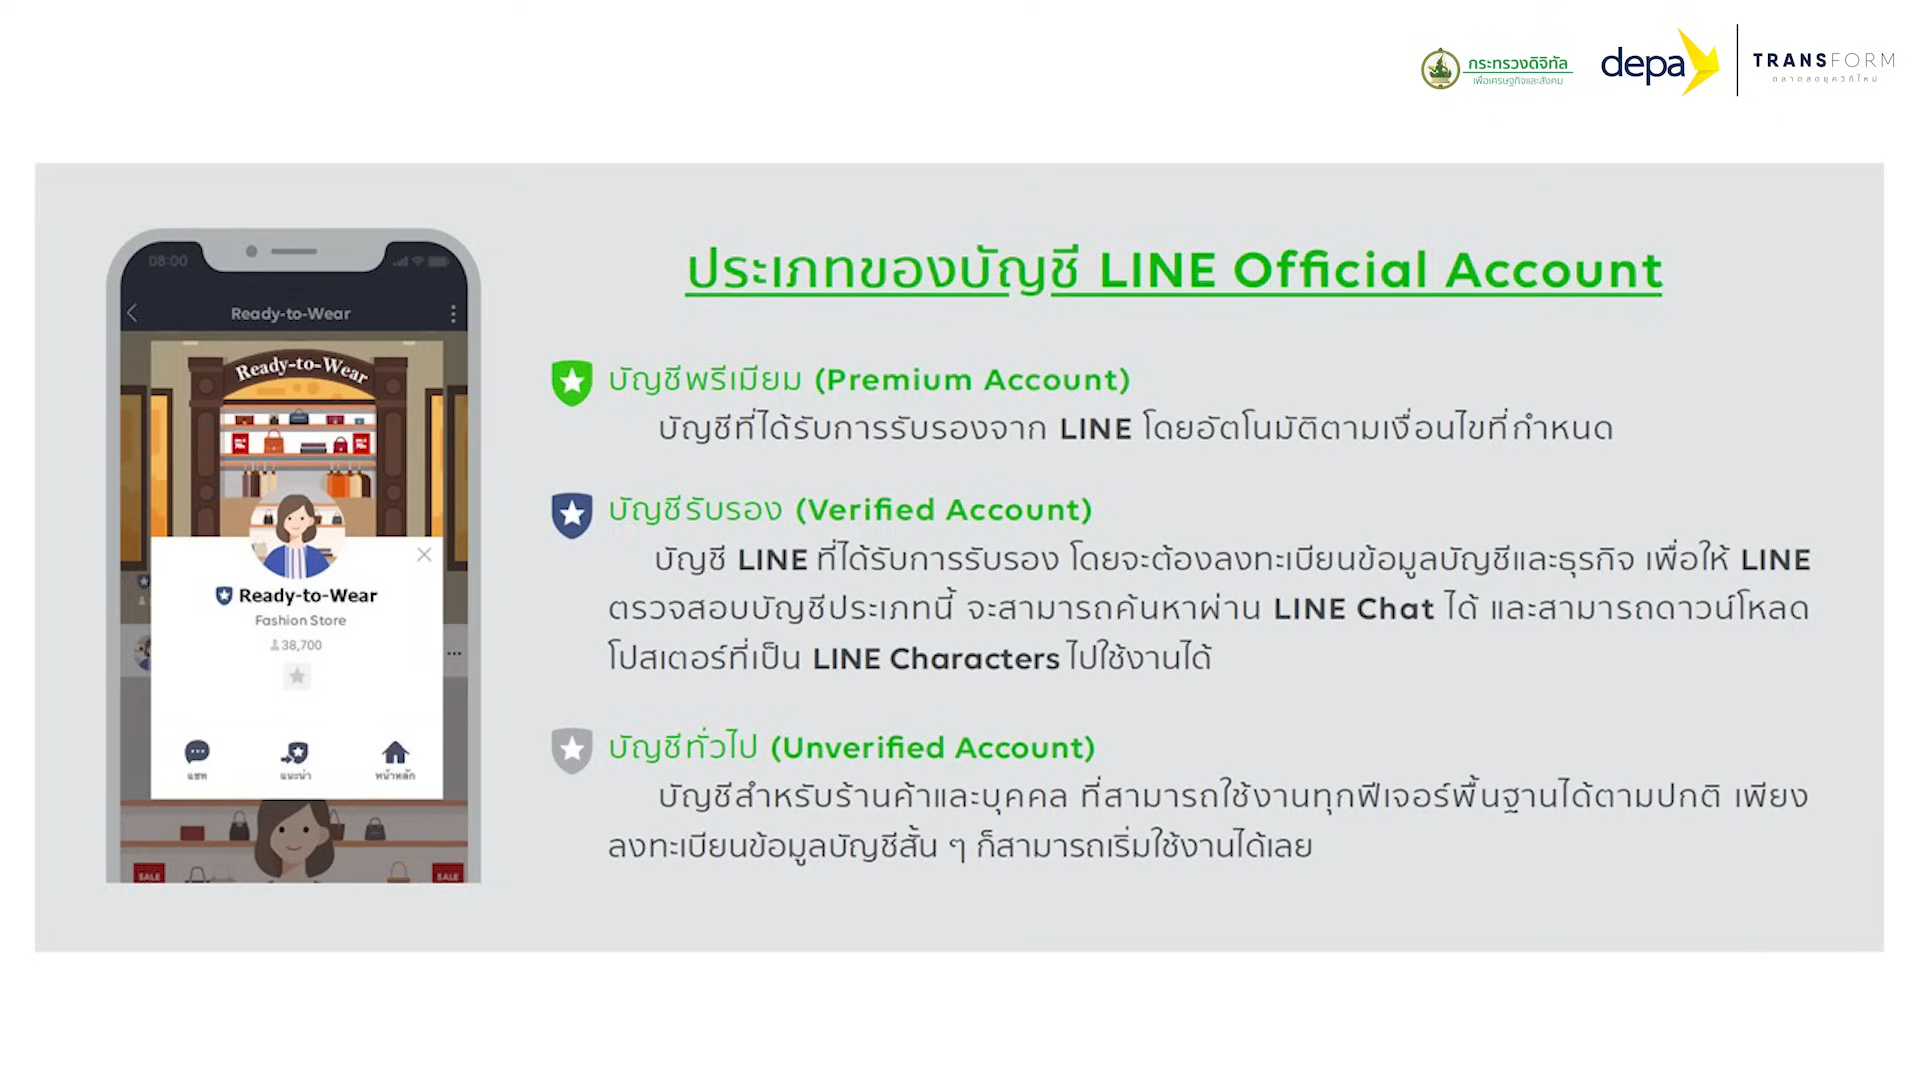 กระทรวงดิจิทัล
เพื่อเศรษฐกิจและสังคม
depa
TRANSFORM
ตลาดสดยุควิถีใหม่
08:00
Ready-to-Wear
Ready-to-Wear
Ready-to-Wear
Fashion Store
38,700
แชท
แนะนำ
หน้าหลัก
SALE
SALE
ประเภทของบัญชี LINE Official Account
บัญชีพรีเมียม (Premium Account)
บัญชีที่ได้รับการรับรองจาก LINE โดยอัตโนมัติตามเงื่อนไขที่กำหนด
บัญชีรับรอง (Verified Account)
บัญชี LINE ที่ได้รับการรับรอง โดยจะต้องลงทะเบียนข้อมูลบัญชีและธุรกิจ เพื่อให้ LINE
ตรวจสอบบัญชีประเภทนี้ จะสามารถค้นหาผ่าน LINE Chat ได้ และสามารถดาวน์โหลด
โปสเตอร์ที่เป็น LINE Characters ไปใช้งานได้
บัญชีทั่วไป (Unverified Account)
บัญชีสำหรับร้านค้าและบุคคล ที่สามารถใช้งานทุกฟีเจอร์พื้นฐานได้ตามปกติ เพียง
ลงทะเบียนข้อมูลบัญชีสั้น ๆ ก็สามารถเริ่มใช้งานได้เลย